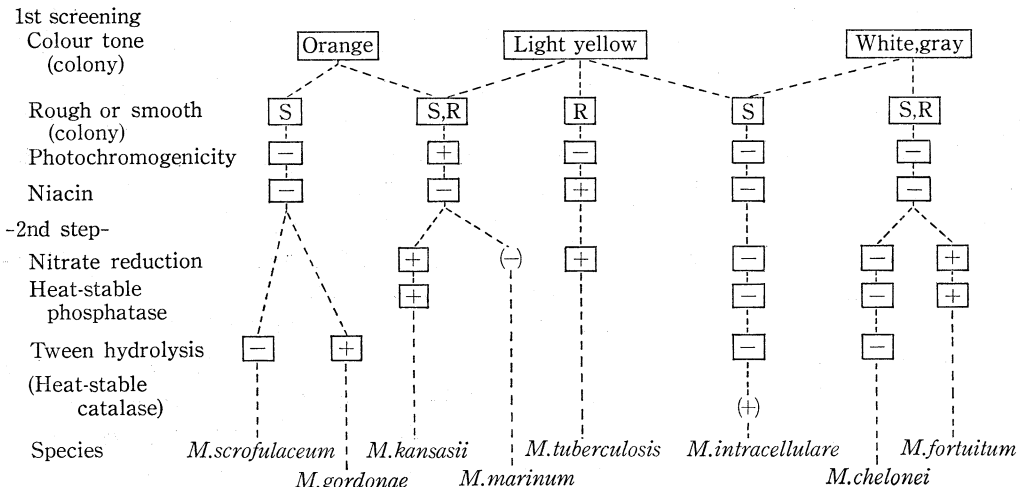 1st screening
Colour tone
(colony)
Orange
Light yellow
White,gray
Rough or smooth
(colony)
S
S,R
R
S
S,R
Photochromogenicity
−
+
−
−
−
Niacin
−
−
+
−
−
-2nd step-
Nitrate reduction
+
(−)
+
−
−
+
Heat-stable
phosphatase
+
−
−
+
Tween hydrolysis
−
+
−
−
(Heat-stable
catalase)
(+)
Species
M.scrofulaceum
M.kansasii
M.tuberculosis
M.intracellulare
M.fortuitum
M.gordonae
M.marinum
M.chelonei